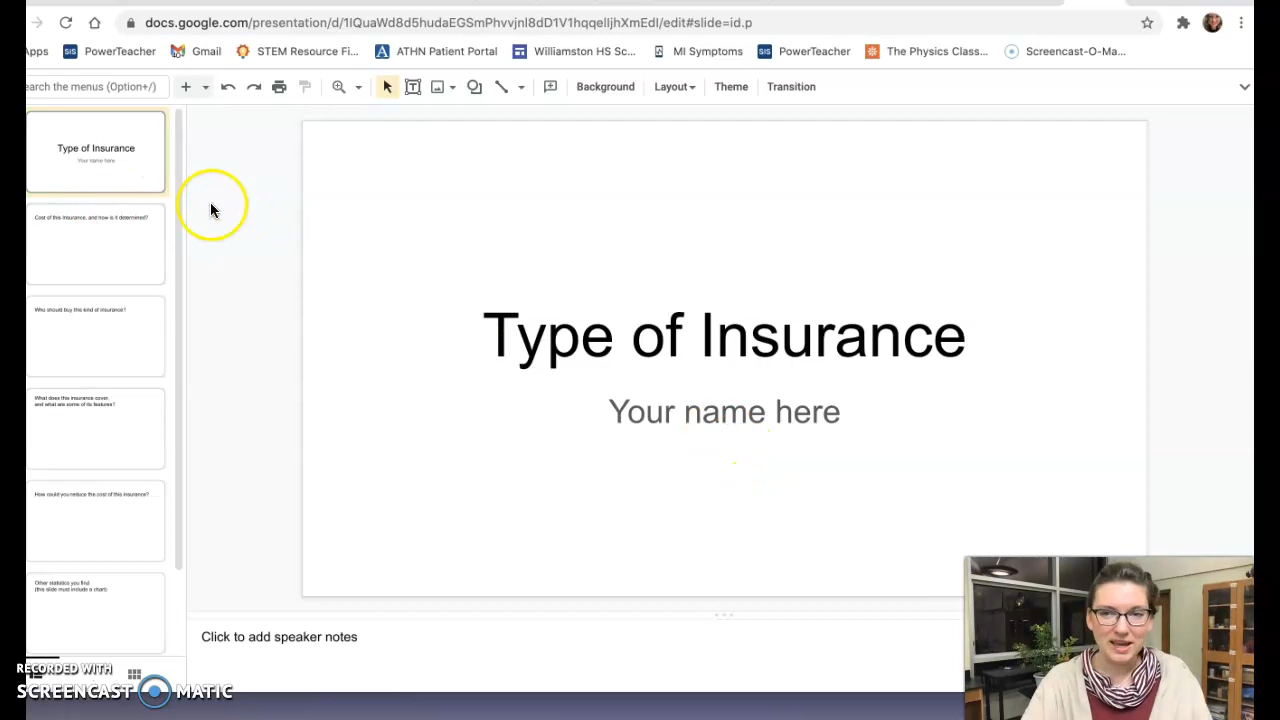 docs.google.com/presentation/d/1IQuaWd8d5hudaEGSmPhvvjnl8dD1V1hqqelljhXmEdI/edit#slide=id.p
Apps PowerTeacher Gmail STEM Resource Fi... ATHN Patient Portal Williamston HS Sc... MI Symptoms PowerTeacher The Physics Class... Screencast-O-Ma...
earch the menus (Option+/) Background Layout Theme Transition
Type of Insurance
Your name here
Cost of this Insurance, and how is it determined?
Who should buy this kind of insurance?
What does this insurance cover,
and what are some of its features?
How could you reduce the cost of this insurance?
Other statistics you find
(this slide must include a chart)
Type of Insurance
Your name here
Click to add speaker notes
RECORDED WITH
SCREENCAST MATIC